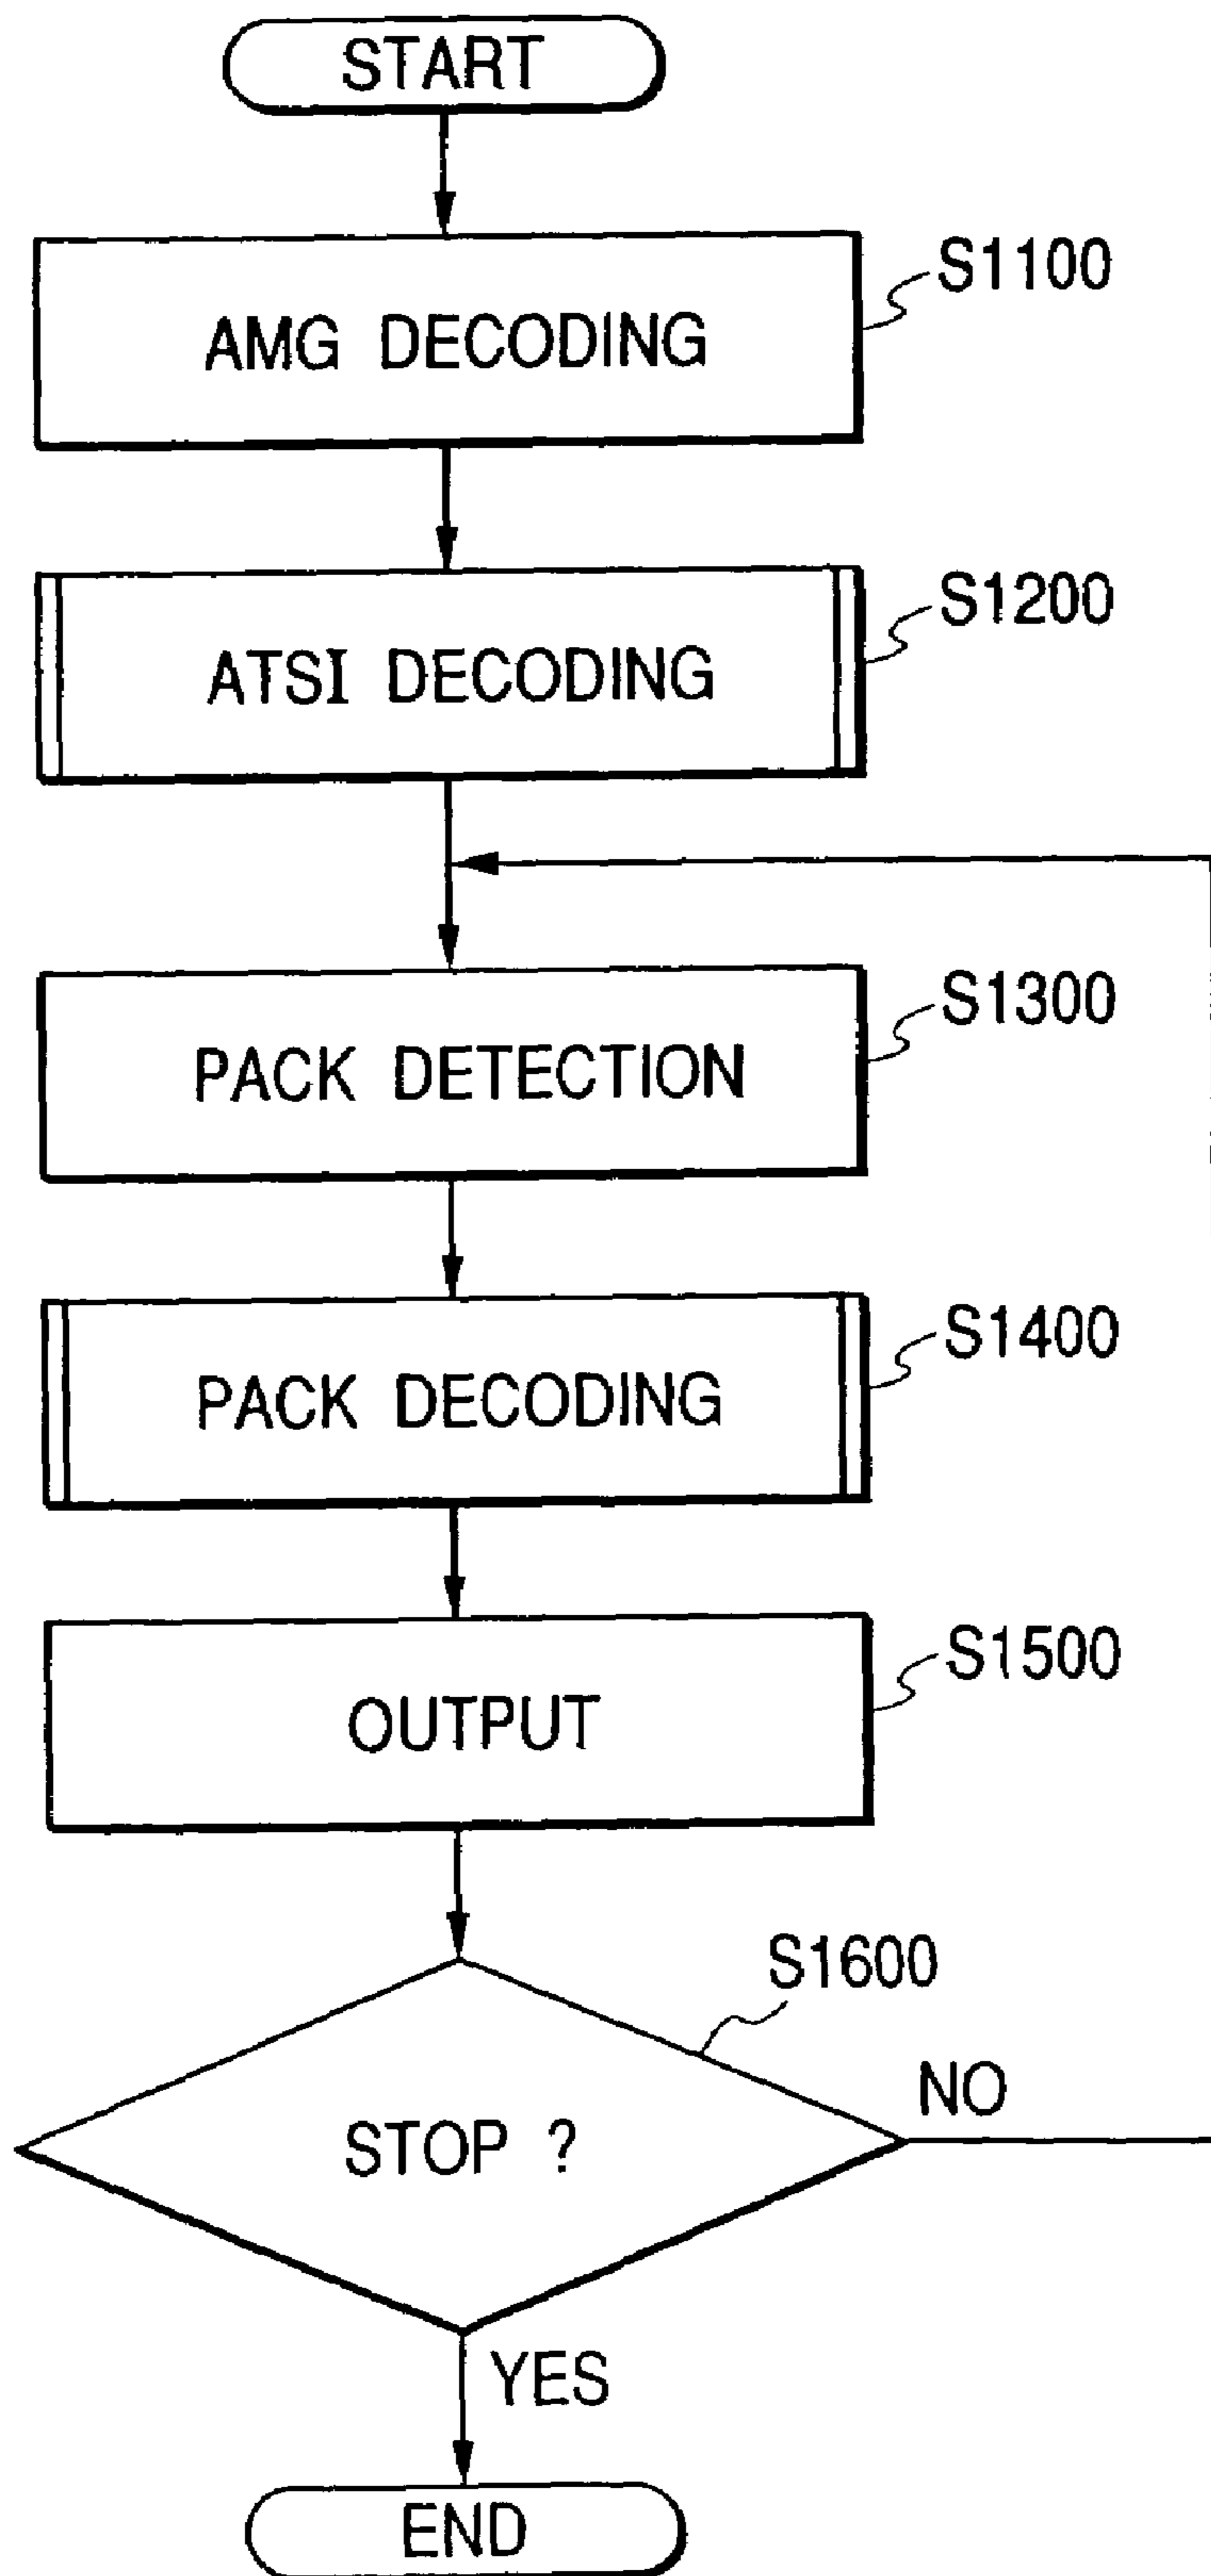 START
S1100
AMG DECODING
S1200
ATSI DECODING
S1300
PACK DETECTION
S1400
PACK DECODING
S1500
OUTPUT
S1600
NO
STOP ?
YES
END